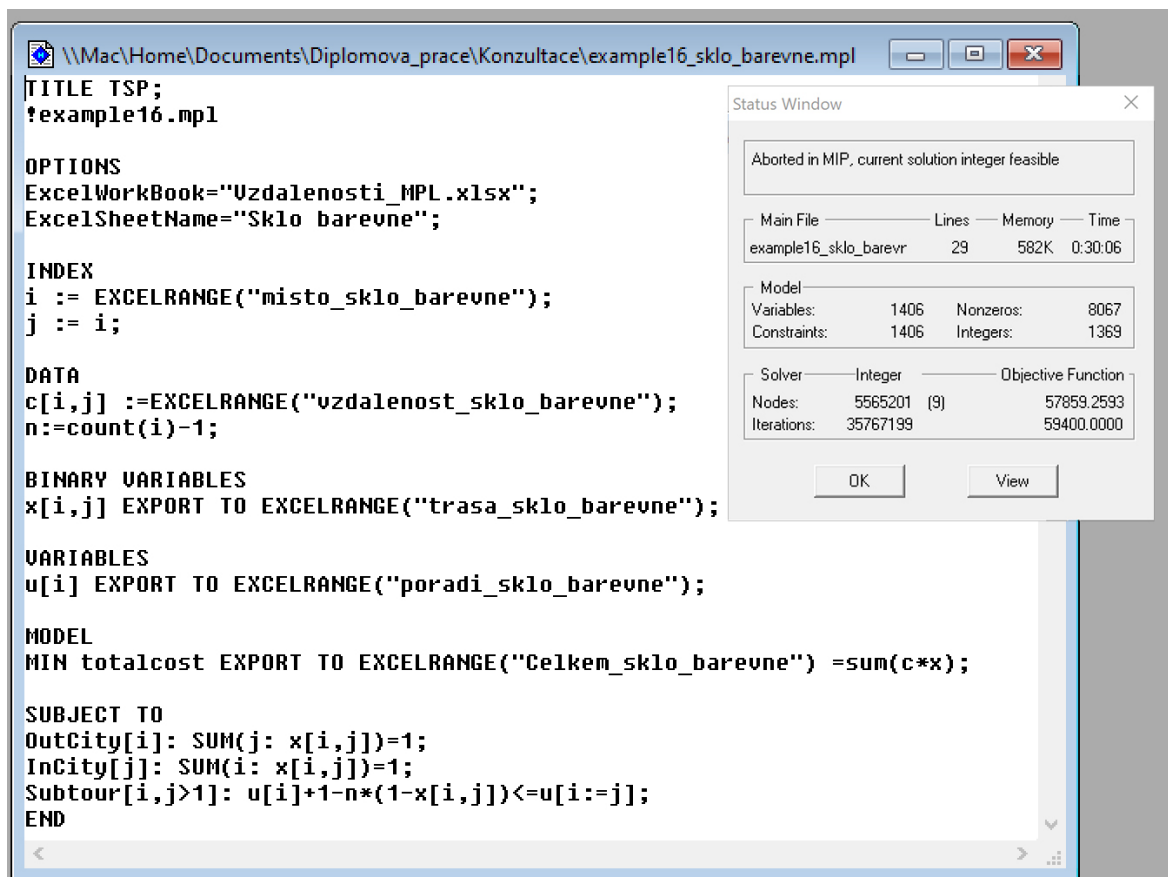 \\Mac\Home\Documents\Diplomova_prace\Konzultace\example16_sklo_barevne.mpl
TITLE TSP;
!example16.mpl
OPTIONS
ExcelWorkBook="Vzdalenosti_MPL.xlsx";
ExcelSheetName="Sklo barevne";
INDEX
i := EXCELRANGE("misto_sklo_barevne");
j := i;
DATA
c[i,j] :=EXCELRANGE("vzdalenost_sklo_barevne");
n:=count(i)-1;
BINARY VARIABLES
x[i,j] EXPORT TO EXCELRANGE("trasa_sklo_barevne");
VARIABLES
u[i] EXPORT TO EXCELRANGE("poradi_sklo_barevne");
MODEL
MIN totalcost EXPORT TO EXCELRANGE("Celkem_sklo_barevne") =sum(c*x);
SUBJECT TO
OutCity[i]: SUM(j: x[i,j])=1;
InCity[j]: SUM(i: x[i,j])=1;
Subtour[i,j>1]: u[i]+1-n*(1-x[i,j])<=u[i:=j];
END
Status Window
Aborted in MIP, current solution integer feasible
Main File Lines Memory Time
example16_sklo_barevr 29 582K 0:30:06
Model
Variables: 1406 Nonzeros: 8067
Constraints: 1406 Integers: 1369
Solver Integer Objective Function
Nodes: 5565201 (9) 57859.2593
Iterations: 35767199 59400.0000
OK View